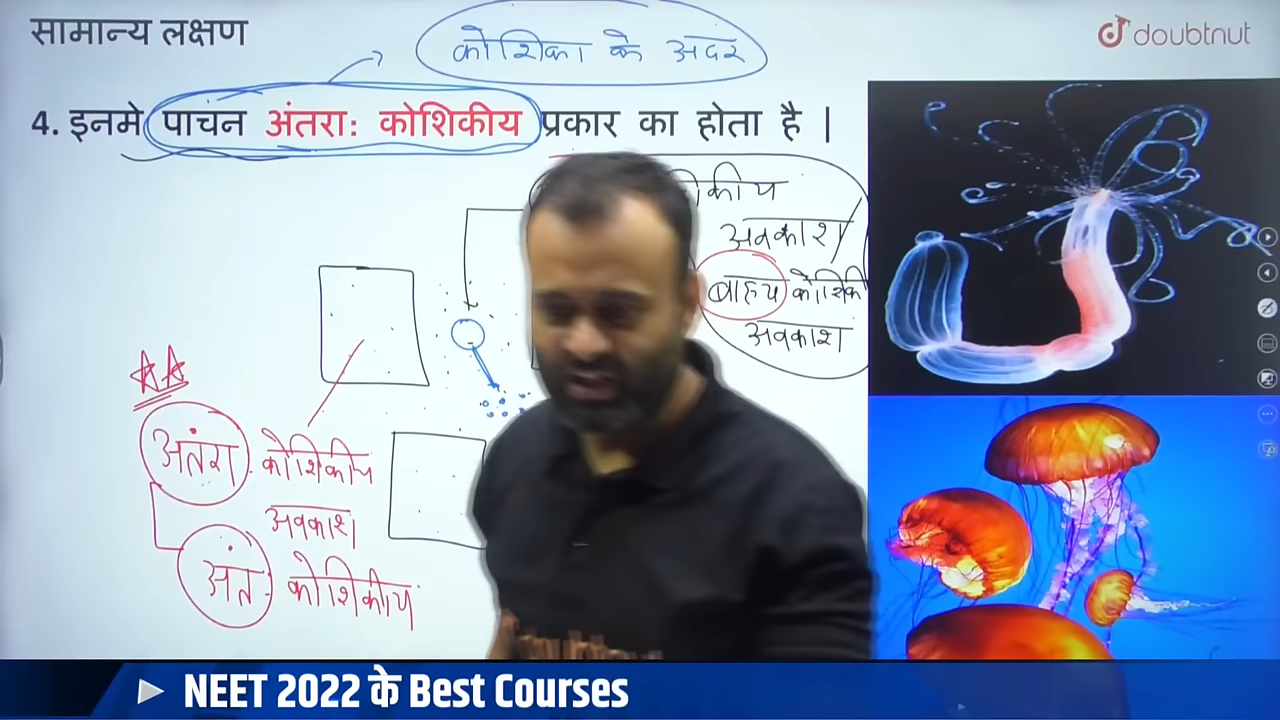 सामान्य लक्षण
doubtnut
कोशिका के अंदर
4. इनमे पाचन अंतरा: कोशिकीय प्रकार का होता है |
अवकाश
बाह्य
अवकाश
अंतरा कोशिकीय
अवकाश
अंत: कोशिकीय
NEET 2022 के Best Courses